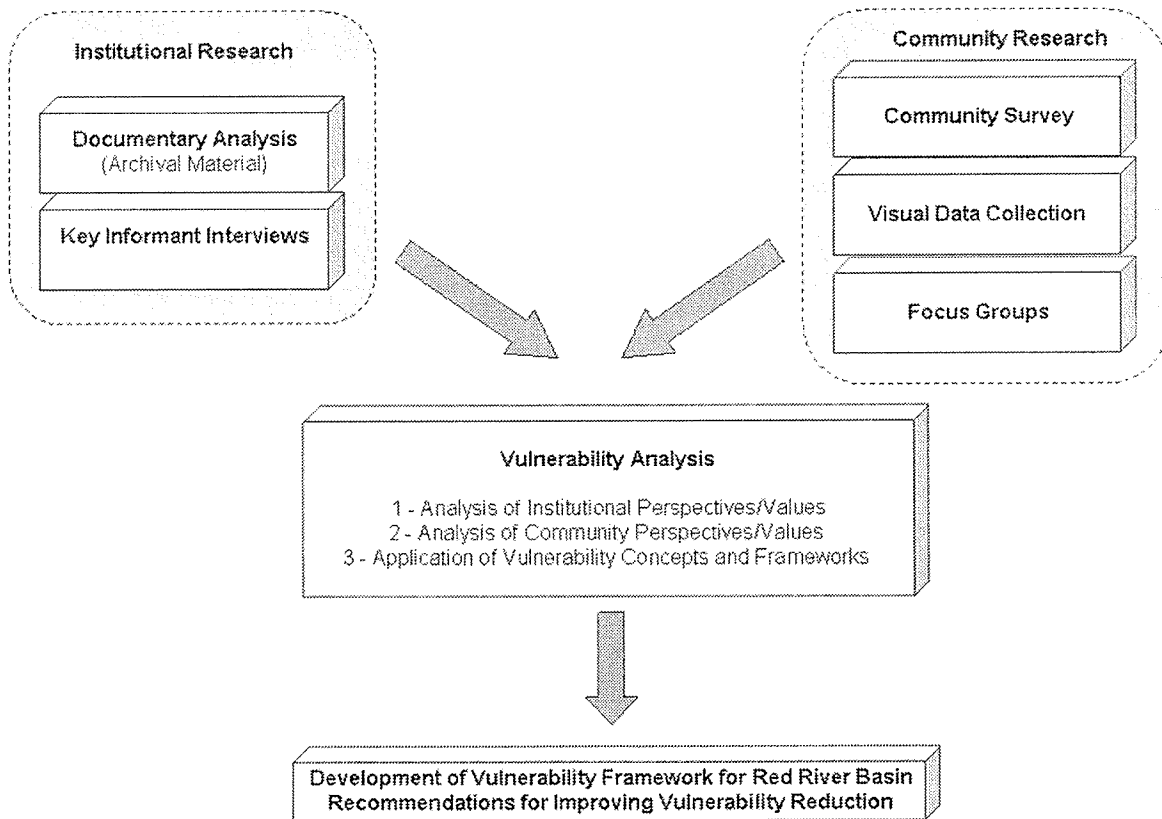 Institutional Research
Documentary Analysis
(Archival Material)
Key Informant Interviews
Community Research
Community Survey
Visual Data Collection
Focus Groups
Vulnerability Analysis
1 - Analysis of Institutional Perspectives/Values
2 - Analysis of Community Perspectives/Values
3 - Application of Vulnerability Concepts and Frameworks
Development of Vulnerability Framework for Red River Basin
Recommendations for Improving Vulnerability Reduction